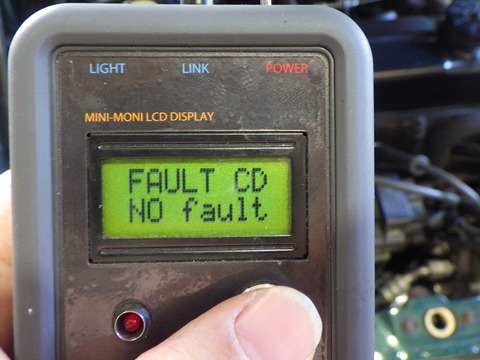 LIGHT LINK POWER
MINI-MONI LCD DISPLAY
FAULT CD
NO fault